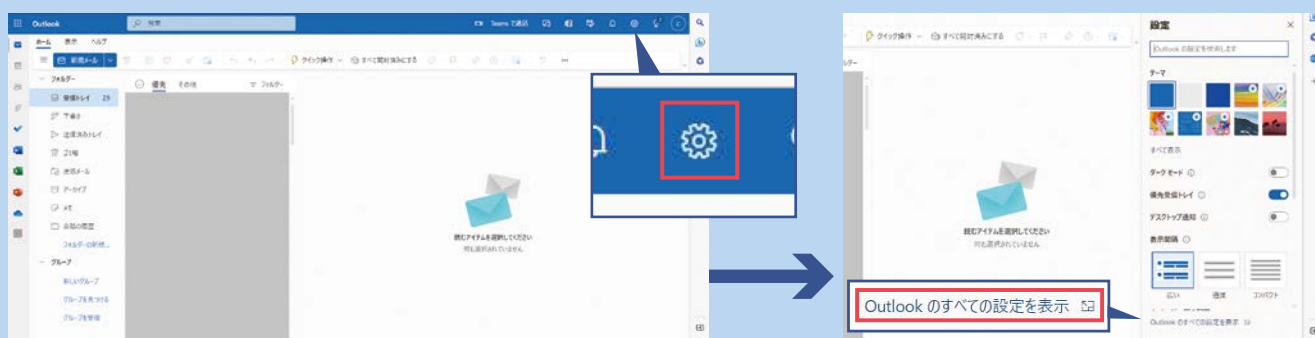 Outlook
検索
Teams で通話
ホーム 表示 ヘルプ
新規メール
クイック操作 すべて開封済みにする
フォルダー
受信トレイ 29
下書き
送信済みトレイ
ごみ箱
迷惑メール
アーカイブ
メモ
会話の履歴
フォルダーの新規...
グループ
新しいグループ
グループを見つける
グループを管理
優先 その他 フィルター
読むアイテムを選択してください
何も選択されていません
クイック操作 すべて開封済みにする
読むアイテムを選択してください
何も選択されていません
Outlook のすべての設定を表示
設定
Outlook の設定を検索します
テーマ
すべて表示
ダーク モード
優先受信トレイ
デスクトップ通知
表示間隔
広い 普通 コンパクト
Outlook のすべての設定を表示